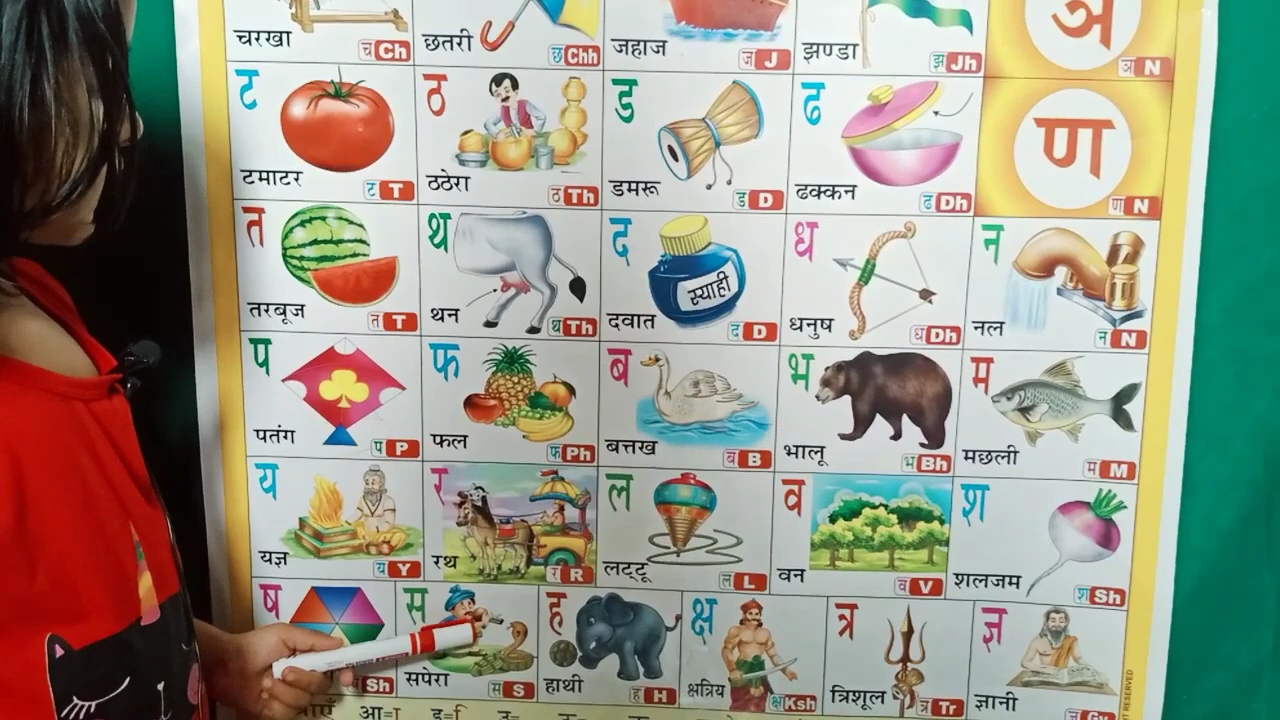 चरखा च Ch छतरी छ Chh जहाज ज J झण्डा झ Jh ञ ञ N
ट ठ ड ढ ण
टमाटर ट T ठठेरा ठ Th डमरू ड D ढक्कन ढ Dh ण N
त थ द ध न
स्याही
तरबूज त T थन थ Th दवात द D धनुष ध Dh नल न N
प फ ब भ म
पतंग प P फल फ Ph बत्तख ब B भालू भ Bh मछली म M
य र ल व श
यज्ञ य Y रथ र R लट्टू ल L वन व V शलजम श Sh
ष स ह क्ष त्र ज्ञ
Sh सपेरा स S हाथी ह H क्षत्रिय क्ष Ksh त्रिशूल त्र Tr ज्ञानी
RESERVED